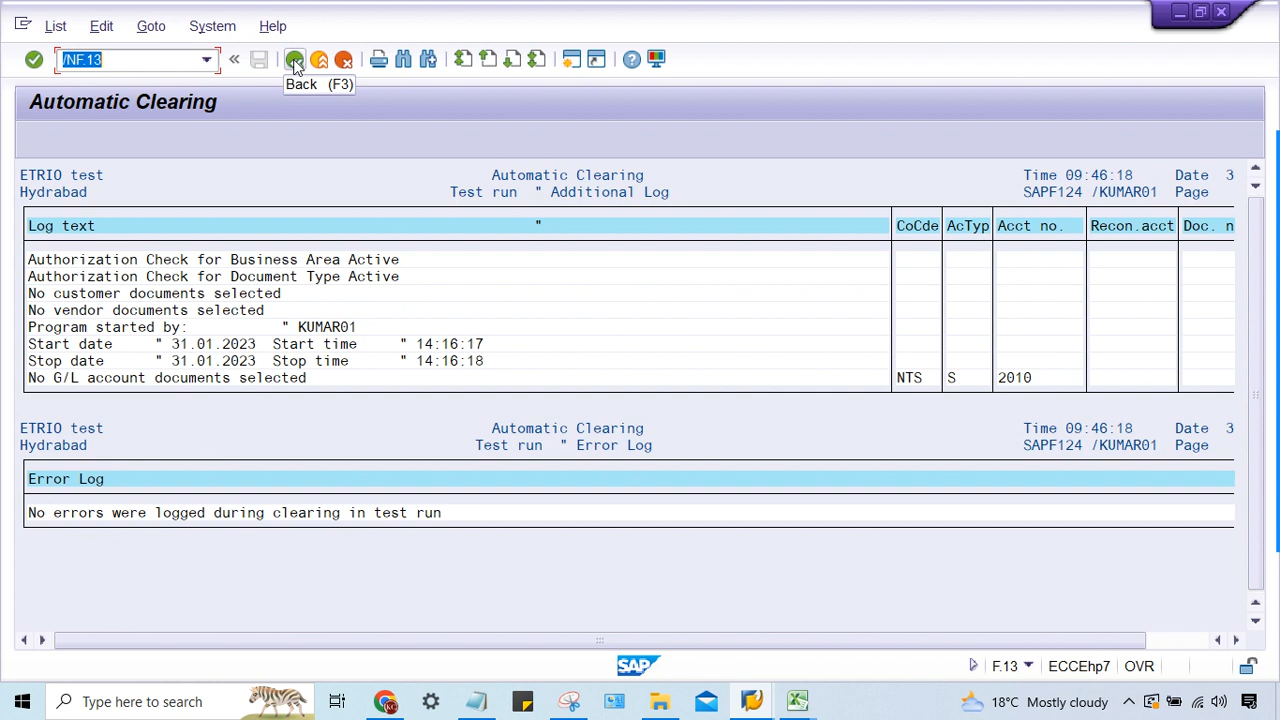 List Edit Goto System Help
/NF.13
Back (F3)
Automatic Clearing
ETRIO test Automatic Clearing Time 09:46:18 Date 3
Hydrabad Test run " Additional Log SAPF124 /KUMAR01 Page
Log text " CoCde AcTyp Acct no. Recon.acct Doc. n
Authorization Check for Business Area Active
Authorization Check for Document Type Active
No customer documents selected
No vendor documents selected
Program started by: " KUMAR01
Start date " 31.01.2023 Start time " 14:16:17
Stop date " 31.01.2023 Stop time " 14:16:18
No G/L account documents selected NTS S 2010
ETRIO test Automatic Clearing Time 09:46:18 Date 3
Hydrabad Test run " Error Log SAPF124 /KUMAR01 Page
Error Log
No errors were logged during clearing in test run
SAP F.13 ECCEhp7 OVR
Type here to search 18°C Mostly cloudy